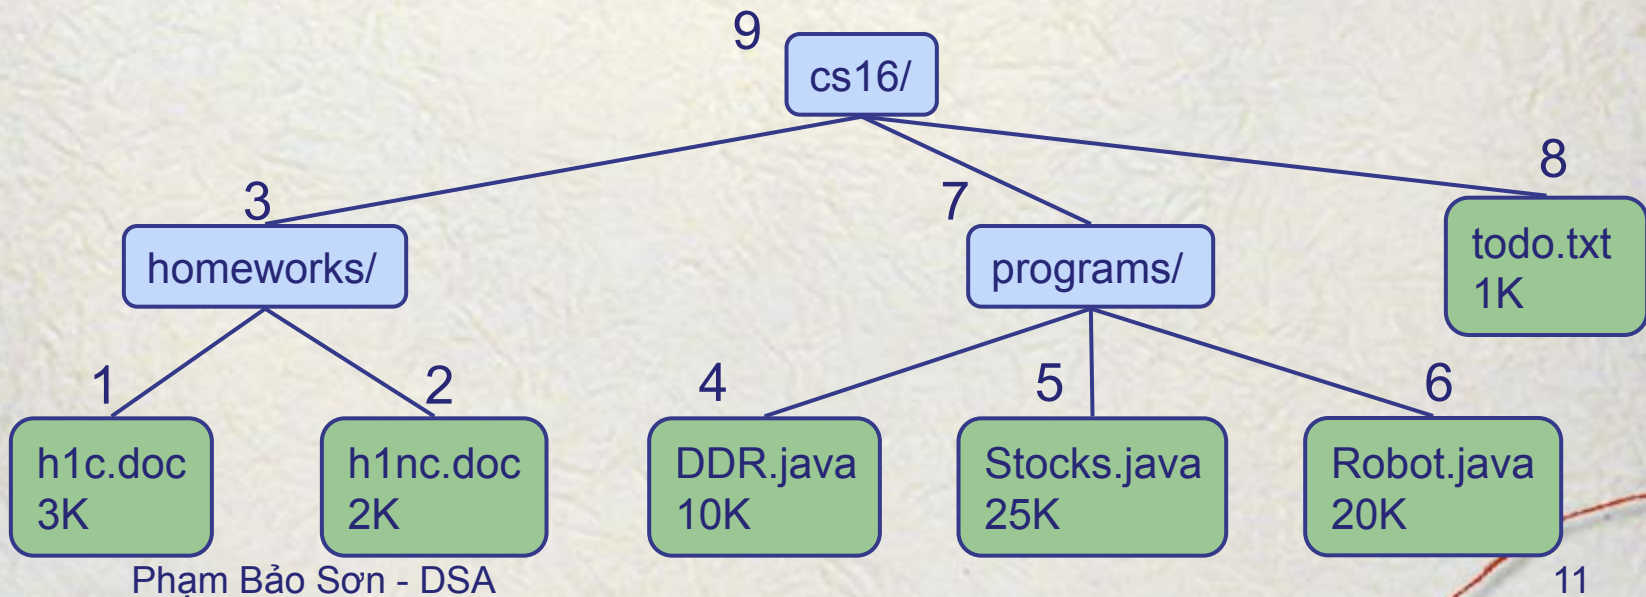 9
cs16/
8
3
7
todo.txt
1K
homeworks/
programs/
1
2
4
5
6
h1c.doc
3K
h1nc.doc
2K
DDR.java
10K
Stocks.java
25K
Robot.java
20K
Phạm Bảo Sơn - DSA
11